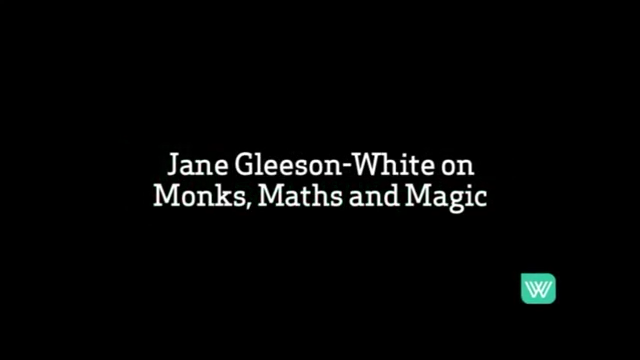 Jane Gleeson-White on
Monks, Maths and Magic
W